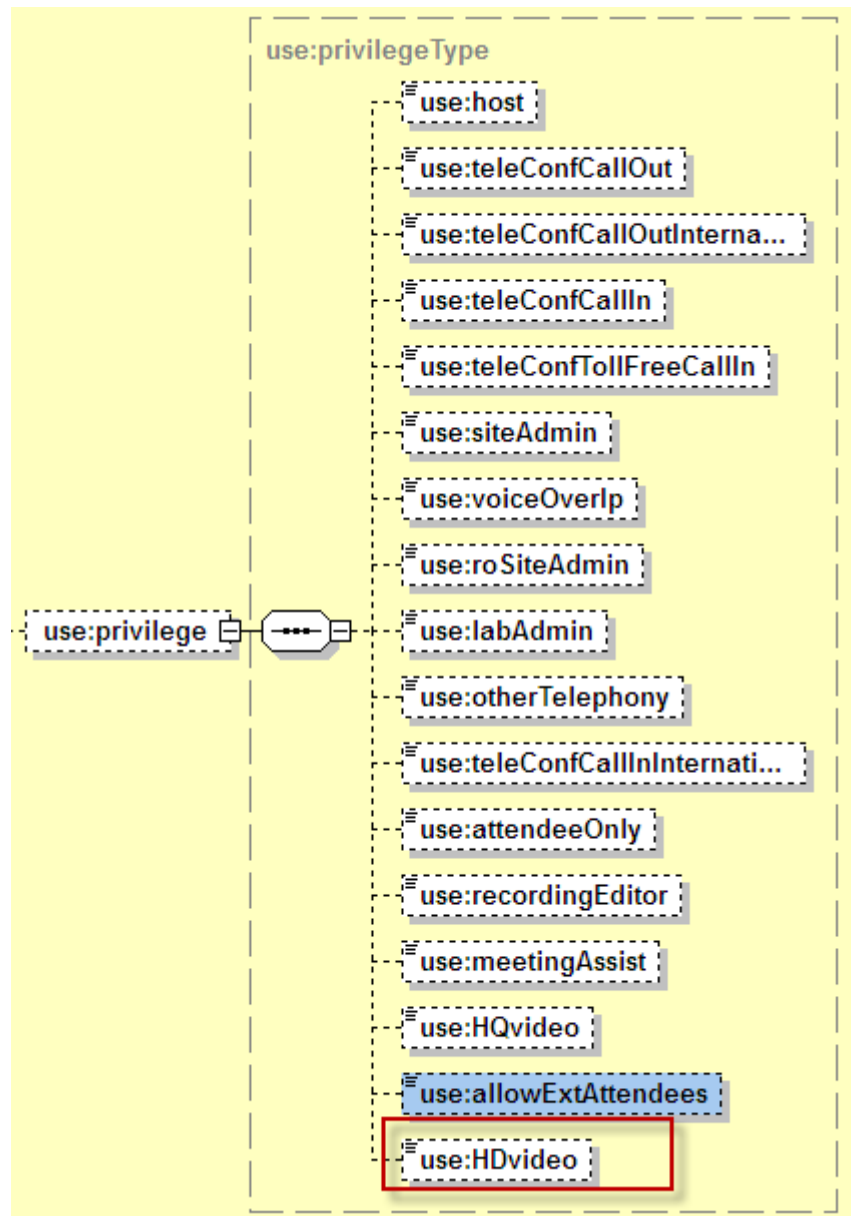 use:privilegeType
use:host
use:teleConfCallOut
use:teleConfCallOutInterna...
use:teleConfCallIn
use:teleConfTollFreeCallIn
use:siteAdmin
use:voiceOverIp
use:roSiteAdmin
use:privilege
use:labAdmin
use:otherTelephony
use:teleConfCallInInternati...
use:attendeeOnly
use:recordingEditor
use:meetingAssist
use:HQvideo
use:allowExtAttendees
use:HDvideo